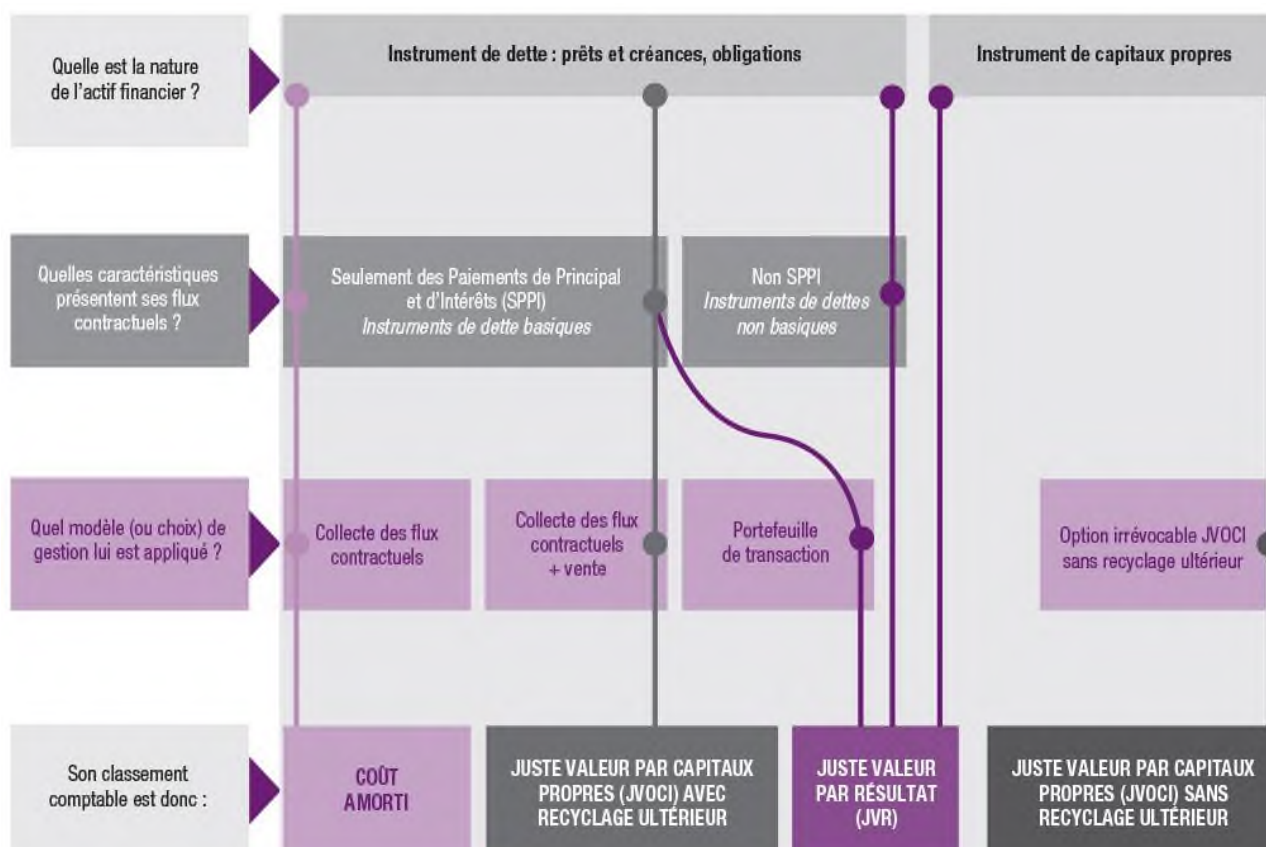 Quelle est la nature
de l'actif financier ?
Instrument de dette : prêts et créances, obligations
Instrument de capitaux propres
Quelles caractéristiques
présentent ses flux
contractuels ?
Seulement des Paiements de Principal
et d'Intérêts (SPPI)
Instruments de dette basiques
Non SPPI
Instruments de dettes
non basiques
Quel modèle (ou choix) de
gestion lui est appliqué ?
Collecte des flux
contractuels
Collecte des flux
contractuels
+ vente
Portefeuille
de transaction
Option irrévocable JVOCI
sans recyclage ultérieur
Son classement
comptable est donc :
COÛT
AMORTI
JUSTE VALEUR PAR CAPITAUX
PROPRES (JVOCI) AVEC
RECYCLAGE ULTÉRIEUR
JUSTE VALEUR
PAR RÉSULTAT
(JVR)
JUSTE VALEUR PAR CAPITAUX
PROPRES (JVOCI) SANS
RECYCLAGE ULTÉRIEUR